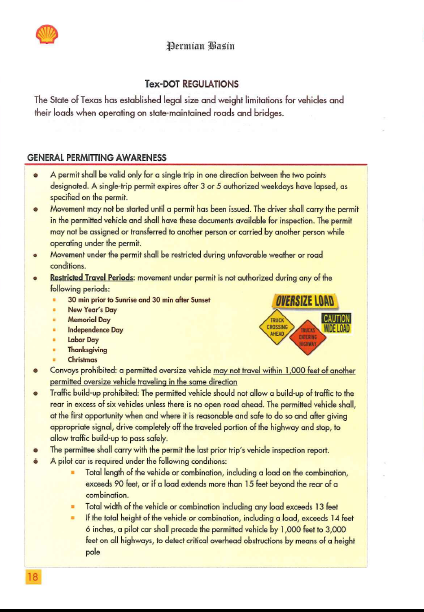 Permian Basin
Tex-DOT REGULATIONS
The State of Texas has established legal size and weight limitations for vehicles and
their loads when operating on state-maintained roads and bridges.
GENERAL PERMITTING AWARENESS
A permit shall be valid only for a single trip in one direction between the two points
designated. A single-trip permit expires after 3 or 5 authorized weekdays have lapsed, as
specified on the permit.
Movement may not be started until a permit has been issued. The driver shall carry the permit
in the permitted vehicle and shall have these documents available for inspection. The permit
may not be assigned or transferred to another person or carried by another person while
operating under the permit.
Movement under the permit shall be restricted during unfavorable weather or road
conditions.
Restricted Travel Periods: movement under permit is not authorized during any of the
following periods:
30 min prior to Sunrise and 30 min after Sunset
New Year's Day
Memorial Day
Independence Day
Labor Day
Thanksgiving
Christmas
OVERSIZE LOAD
TRUCK
CROSSING
AHEAD
TRUCKS
CROSSING
HIGHWAY
CAUTION
WIDE LOAD
Convoys prohibited: a permitted oversize vehicle may not travel within 1,000 feet of another
permitted oversize vehicle traveling in the same direction
Traffic build-up prohibited: The permitted vehicle should not allow a build-up of traffic to the
rear in excess of six vehicles unless there is no open road ahead. The permitted vehicle shall,
at the first opportunity when and where it is reasonable and safe to do so and after giving
appropriate signal, drive completely off the traveled portion of the highway and stop, to
allow traffic build-up to pass safely.
The permittee shall carry with the permit the last prior trip's vehicle inspection report.
A pilot car is required under the following conditions:
Total length of the vehicle or combination, including a load on the combination,
exceeds 90 feet, or if a load extends more than 15 feet beyond the rear of a
combination.
Total width of the vehicle or combination including any load exceeds 13 feet
If the total height of the vehicle or combination, including a load, exceeds 14 feet
6 inches, a pilot car shall precede the permitted vehicle by 1,000 feet to 3,000
feet on all highways, to detect critical overhead obstructions by means of a height
pole
18